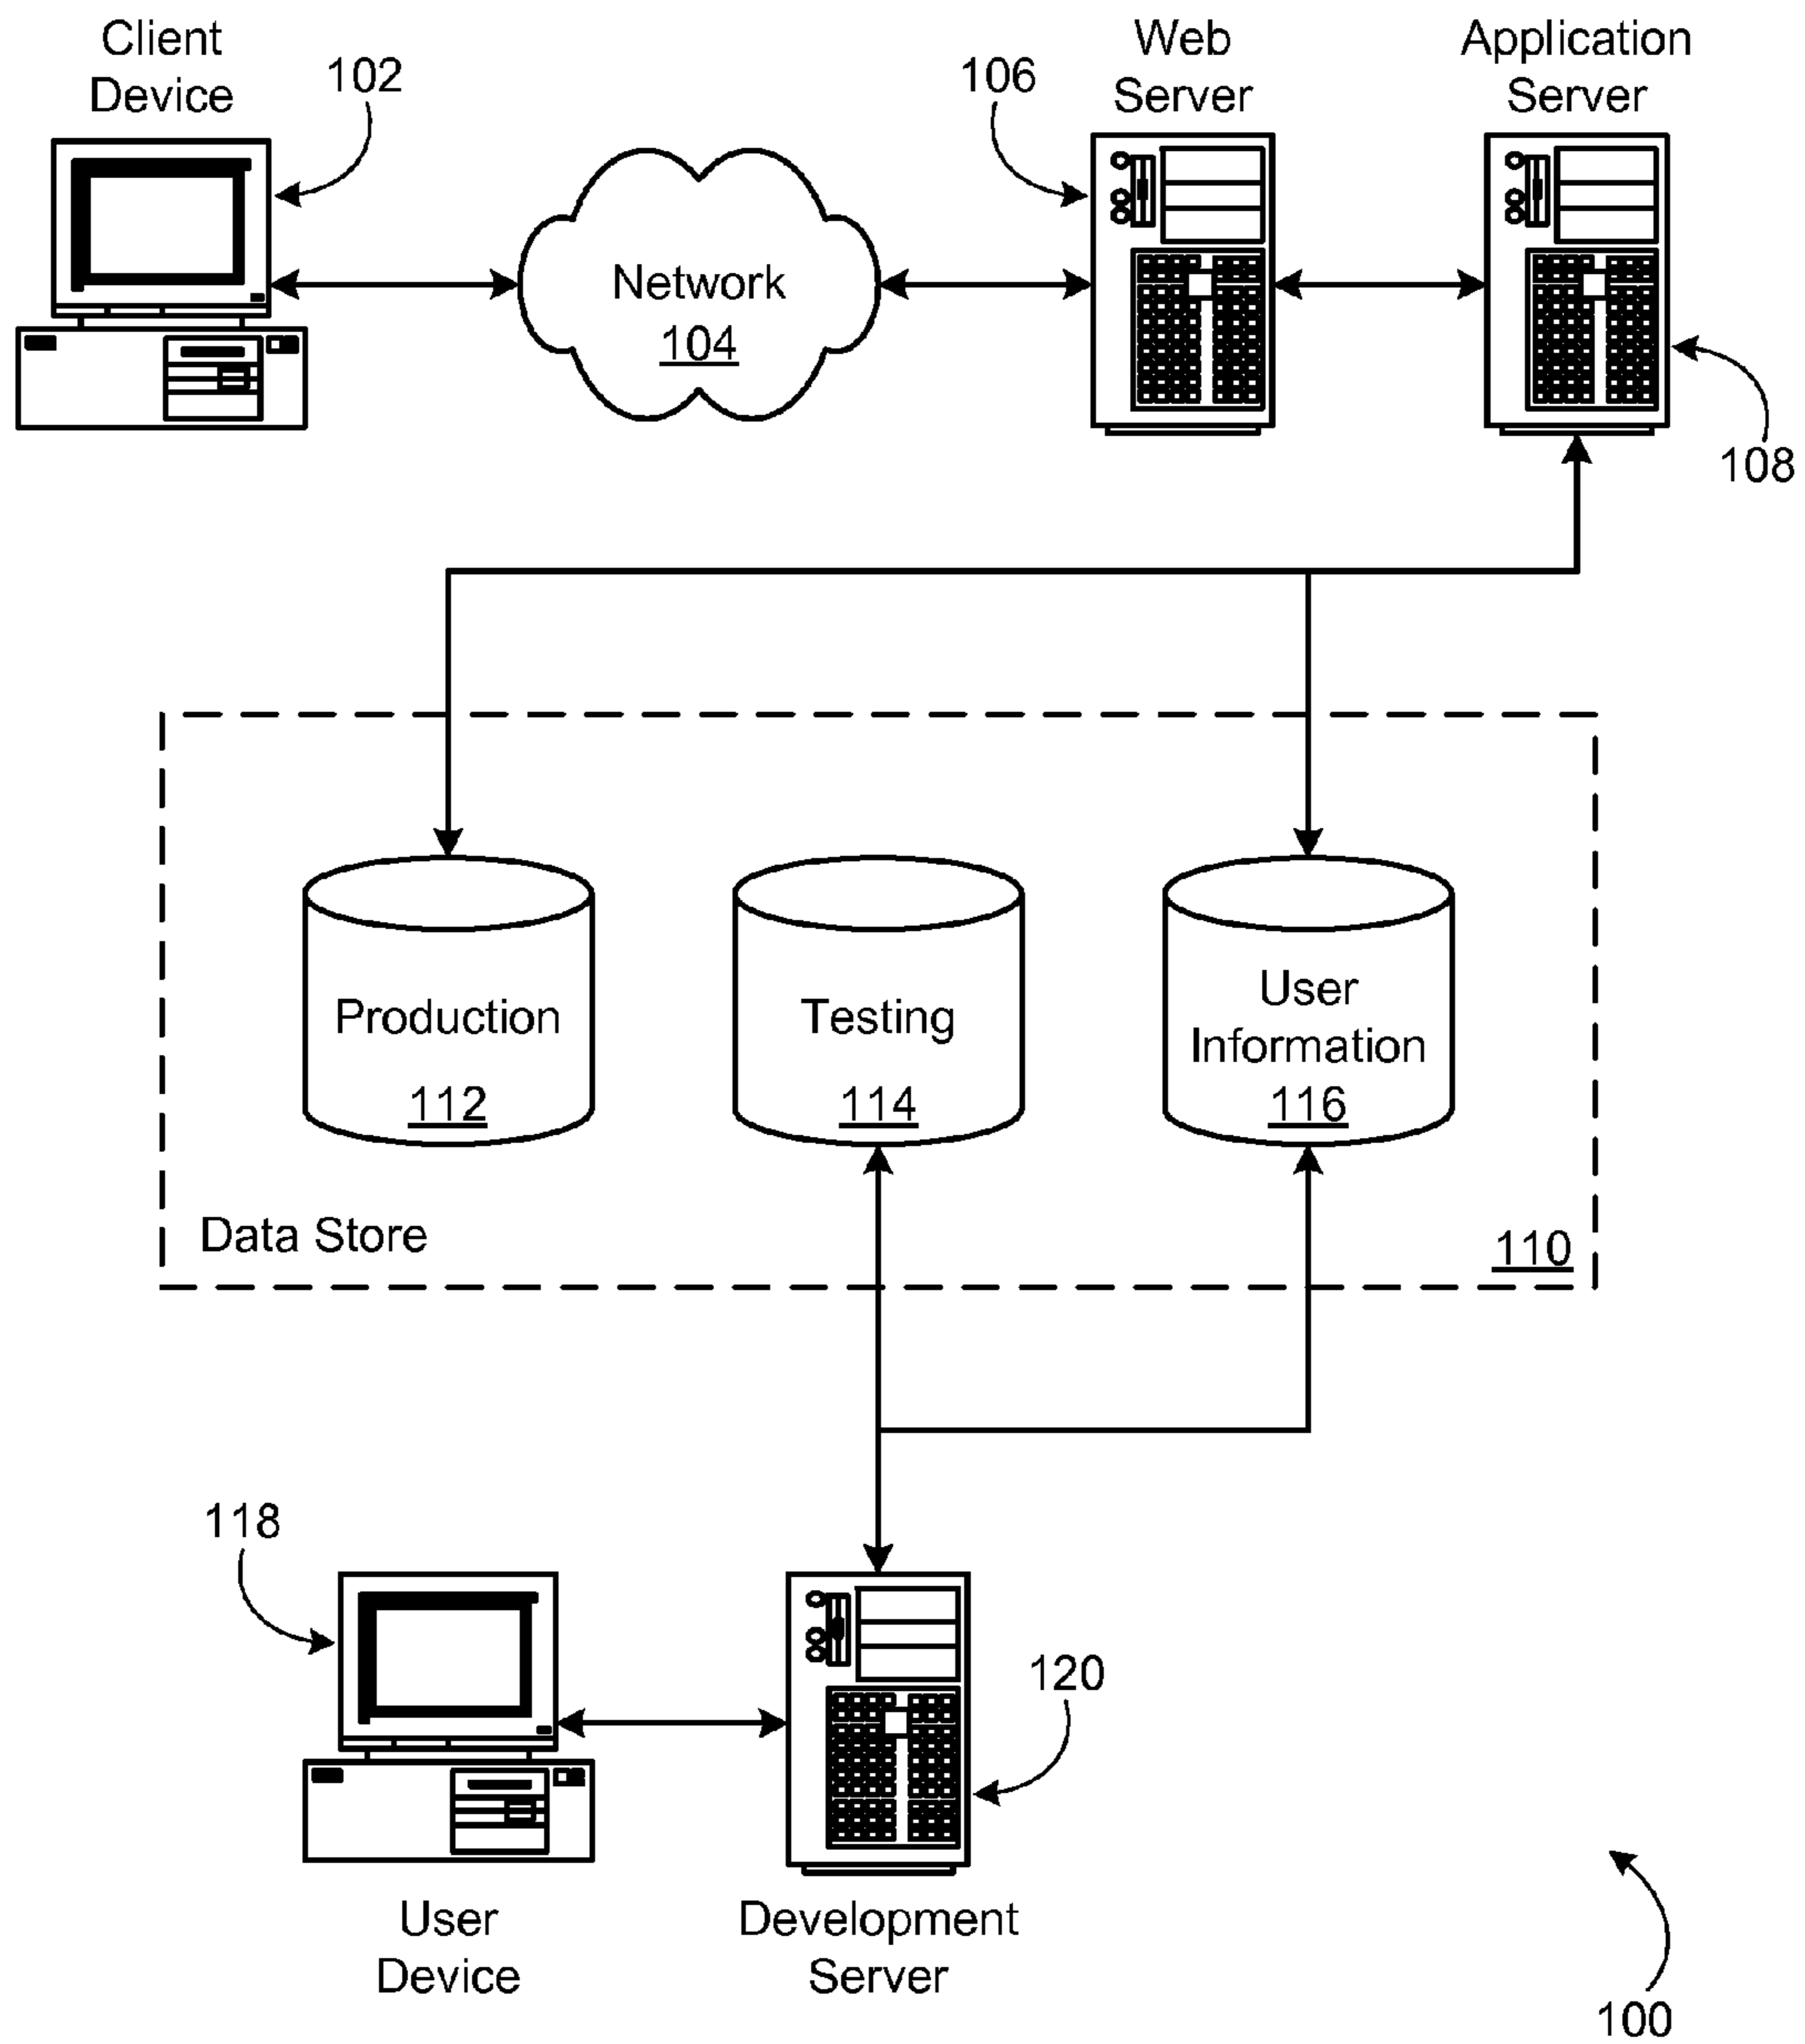 Client
Device
102
106
Web
Server
Application
Server
Network
104
108
Production
112
Testing
114
User
Information
116
Data Store
110
118
120
User
Device
Development
Server
100